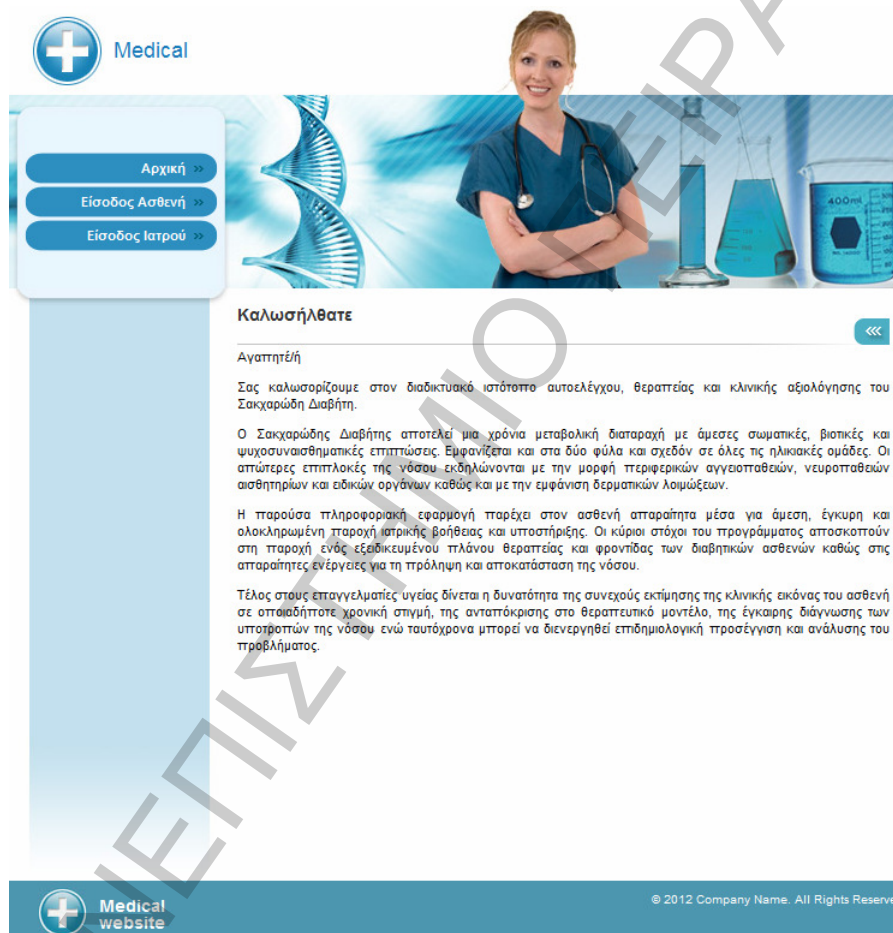 Medical
Αρχική »
Είσοδος Ασθενή »
Είσοδος Ιατρού »
400ml
Καλωσήλθατε
Αγαπητέ/ή
Σας καλωσορίζουμε στον διαδικτυακό ιστότοπο αυτοελέγχου, θεραπείας και κλινικής αξιολόγησης του
Σακχαρώδη Διαβήτη.
Ο Σακχαρώδης Διαβήτης αποτελεί μια χρόνια μεταβολική διαταραχή με άμεσες σωματικές, βιοτικές και
ψυχοσυναισθηματικές επιπτώσεις. Εμφανίζεται και στα δύο φύλα και σχεδόν σε όλες τις ηλικιακές ομάδες. Οι
απώτερες επιπλοκές της νόσου εκδηλώνονται με την μορφή περιφερικών αγγειοπαθειών, νευροπαθειών
αισθητηρίων και ειδικών οργάνων καθώς και με την εμφάνιση δερματικών λοιμώξεων.
Η παρούσα πληροφοριακή εφαρμογή παρέχει στον ασθενή απαραίτητα μέσα για άμεση, έγκυρη και
ολοκληρωμένη παροχή ιατρικής βοήθειας και υποστήριξης. Οι κύριοι στόχοι του προγράμματος αποσκοπούν
στη παροχή ενός εξειδικευμένου πλάνου θεραπείας και φροντίδας των διαβητικών ασθενών καθώς στις
απαραίτητες ενέργειες για τη πρόληψη και αποκατάσταση της νόσου.
Τέλος στους επαγγελματίες υγείας δίνεται η δυνατότητα της συνεχούς εκτίμησης της κλινικής εικόνας του ασθενή
σε οποιαδήποτε χρονική στιγμή, της ανταπόκρισης στο θεραπευτικό μοντέλο, της έγκαιρης διάγνωσης των
υποτροπών της νόσου ενώ ταυτόχρονα μπορεί να διενεργηθεί επιδημιολογική προσέγγιση και ανάλυσης του
προβλήματος.
ΝΕΠΙΣΤΗΜΙΟ ΠΕΙΡΑ
Medical
website
© 2012 Company Name. All Rights Reserve